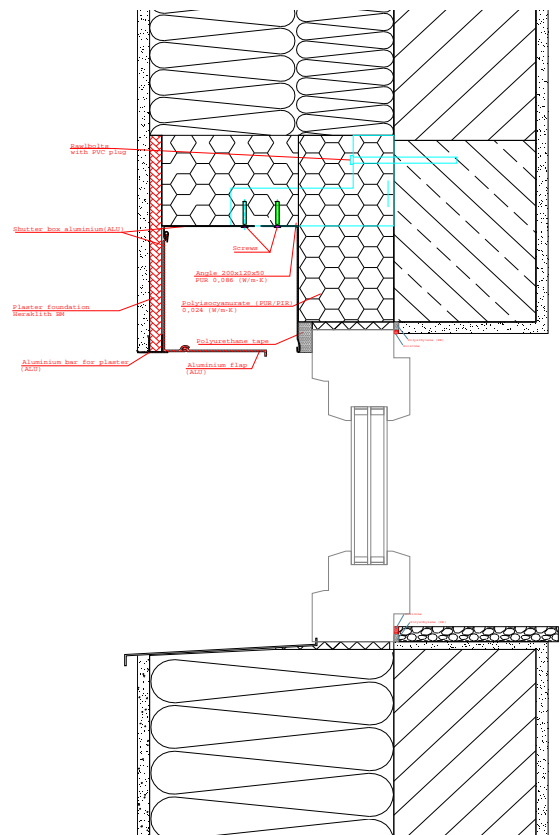 Rawlbolts
with PVC plug
Shutter box aluminium(ALU)
Screws
Angle 200x120x50
PUR 0,086 (W/m-K)
Plaster foundation
Heraklith BM
Polyisocyanurate (PUR/PIR)
0,024 (W/m-K)
Polyurethane tape
Aluminium bar for plaster
(ALU)
Aluminium flap
(ALU)